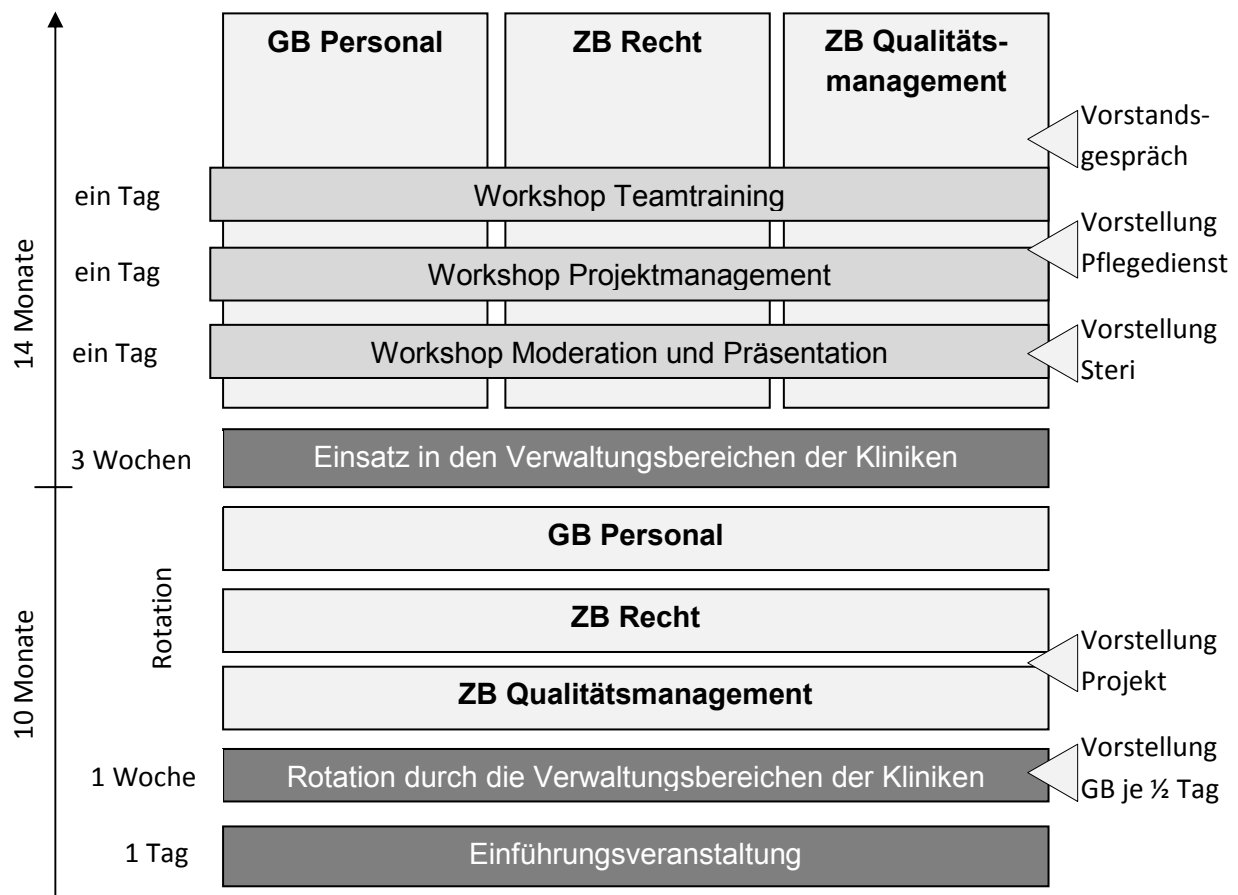 GB Personal
ZB Recht
ZB Qualitäts-
management
Vorstands-
gespräch
ein Tag
Workshop Teamtraining
Vorstellung
Pflegedienst
ein Tag
Workshop Projektmanagement
14 Monate
ein Tag
Workshop Moderation und Präsentation
Vorstellung
Steri
3 Wochen
Einsatz in den Verwaltungsbereichen der Kliniken
GB Personal
Rotation
ZB Recht
10 Monate
Vorstellung
Projekt
ZB Qualitätsmanagement
1 Woche
Rotation durch die Verwaltungsbereichen der Kliniken
Vorstellung
GB je ½ Tag
1 Tag
Einführungsveranstaltung